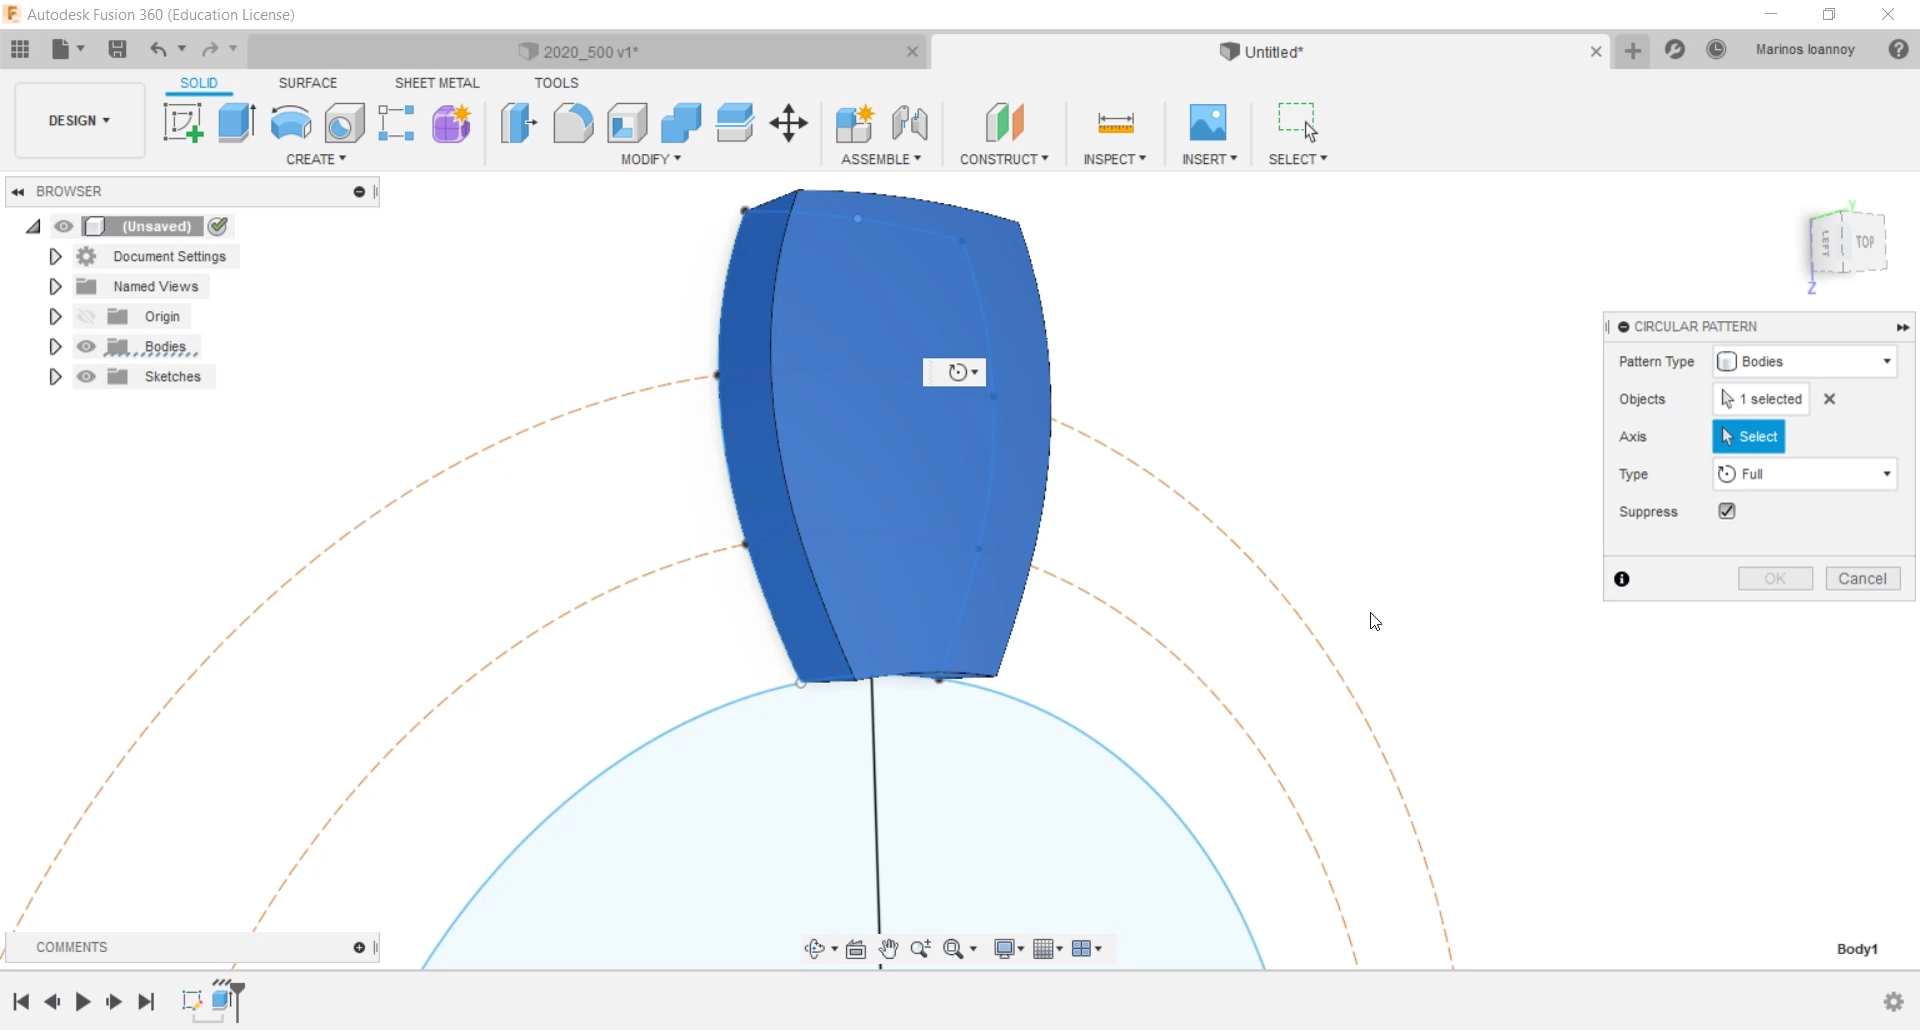 Autodesk Fusion 360 (Education License)
2020_500 v1*
Untitled*
Marinos Ioannoy
DESIGN
SOLID
SURFACE
SHEET METAL
TOOLS
CREATE
MODIFY
ASSEMBLE
CONSTRUCT
INSPECT
INSERT
SELECT
BROWSER
(Unsaved)
Document Settings
Named Views
Origin
Bodies
Sketches
Y
LEFT
TOP
Z
CIRCULAR PATTERN
Pattern Type Bodies
Objects 1 selected
Axis Select
Type Full
Suppress
OK Cancel
COMMENTS
Body1